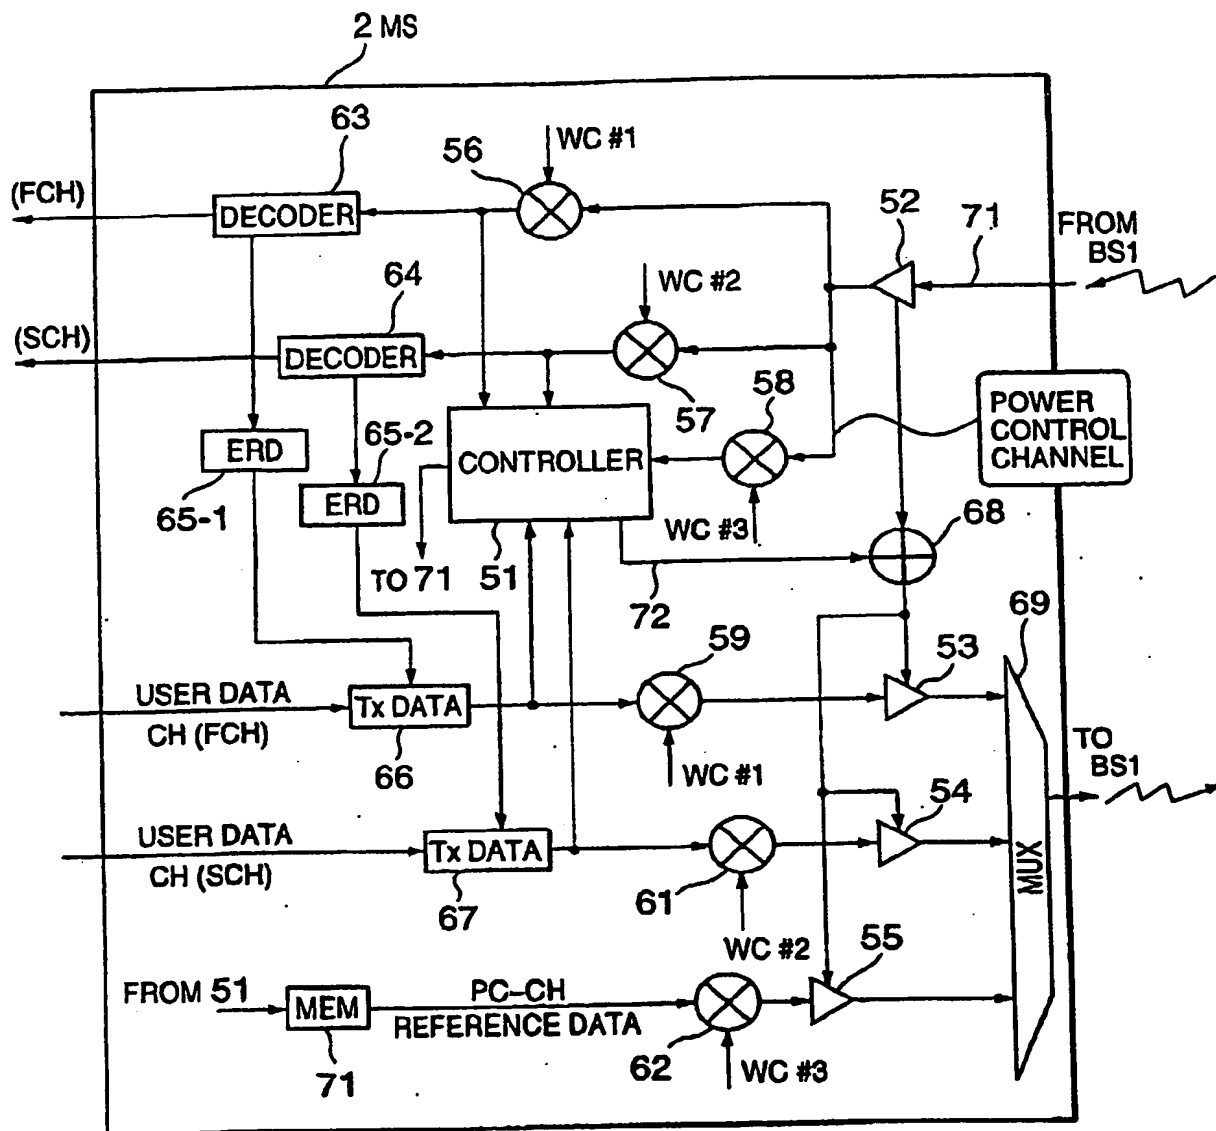 2 MS
63
WC #1
56
(FCH)
DECODER
52
71
FROM
BS1
64
WC #2
(SCH)
DECODER
57
58
POWER
CONTROL
CHANNEL
ERD
65-2
CONTROLLER
65-1
ERD
WC #3
68
TO 71
51
72
69
59
53
USER DATA
CH (FCH)
Tx DATA
66
WC #1
TO
BS1
54
USER DATA
CH (SCH)
Tx DATA
67
61
MUX
WC #2
55
FROM 51
MEM
PC-CH
REFERENCE DATA
71
62
WC #3